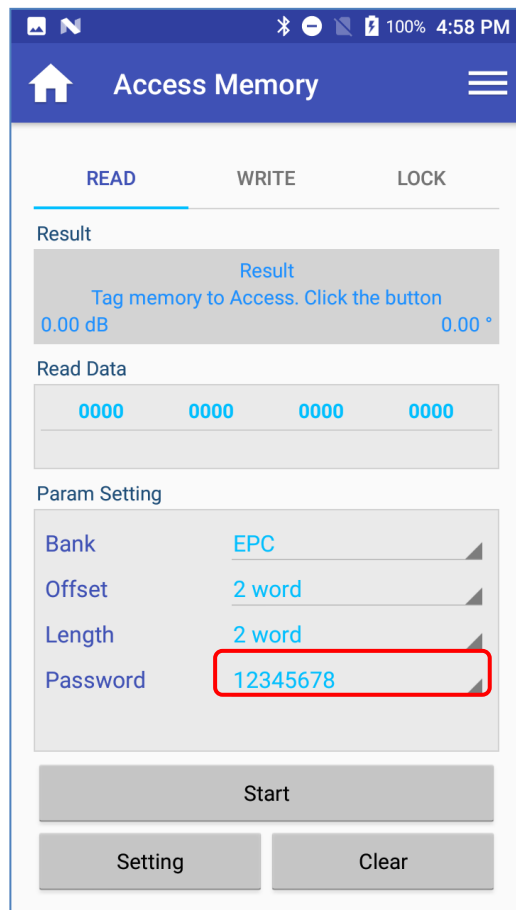 100% 4:58 PM
Access Memory
READ WRITE LOCK
Result
Result
Tag memory to Access. Click the button
0.00 dB 0.00 °
Read Data
0000 0000 0000 0000
Param Setting
Bank EPC
Offset 2 word
Length 2 word
Password 12345678
Start
Setting Clear